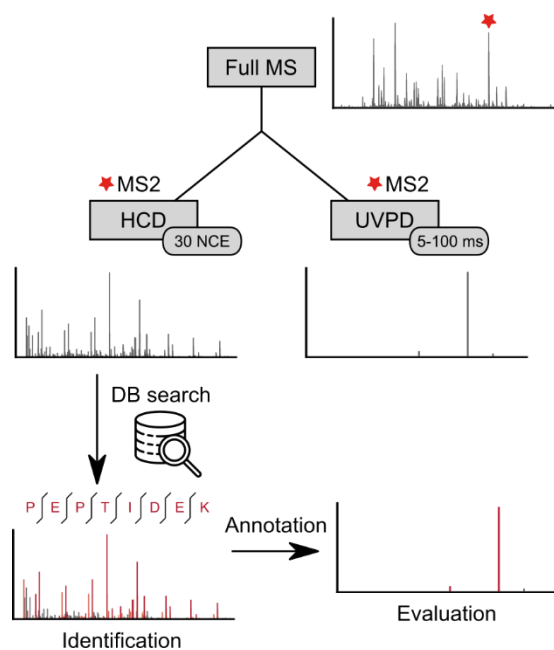 Full MS
MS2
MS2
HCD
UVPD
30 NCE
5-100 ms
DB search
P E P T I D E K
Annotation
Identification
Evaluation